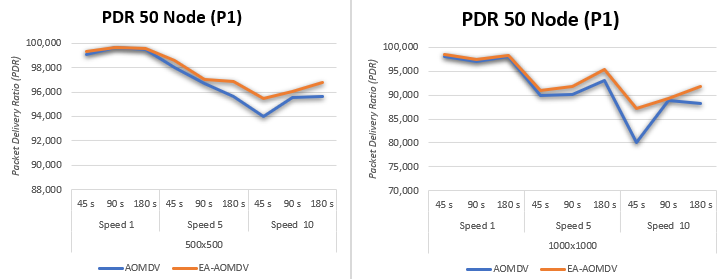 PDR 50 Node (P1)
Packet Delivery Ratio (PDR)
100,000
98,000
96,000
94,000
92,000
90,000
88,000
45 s 90 s 180 s 45 s 90 s 180 s 45 s 90 s 180 s
Speed 1 Speed 5 Speed 10
500x500
AOMDV EA-AOMDV
PDR 50 Node (P1)
Packet Delivery Ratio (PDR)
100,000
95,000
90,000
85,000
80,000
75,000
70,000
45 s 90 s 180 s 45 s 90 s 180 s 45 s 90 s 180 s
Speed 1 Speed 5 Speed 10
1000x1000
AOMDV EA-AOMDV